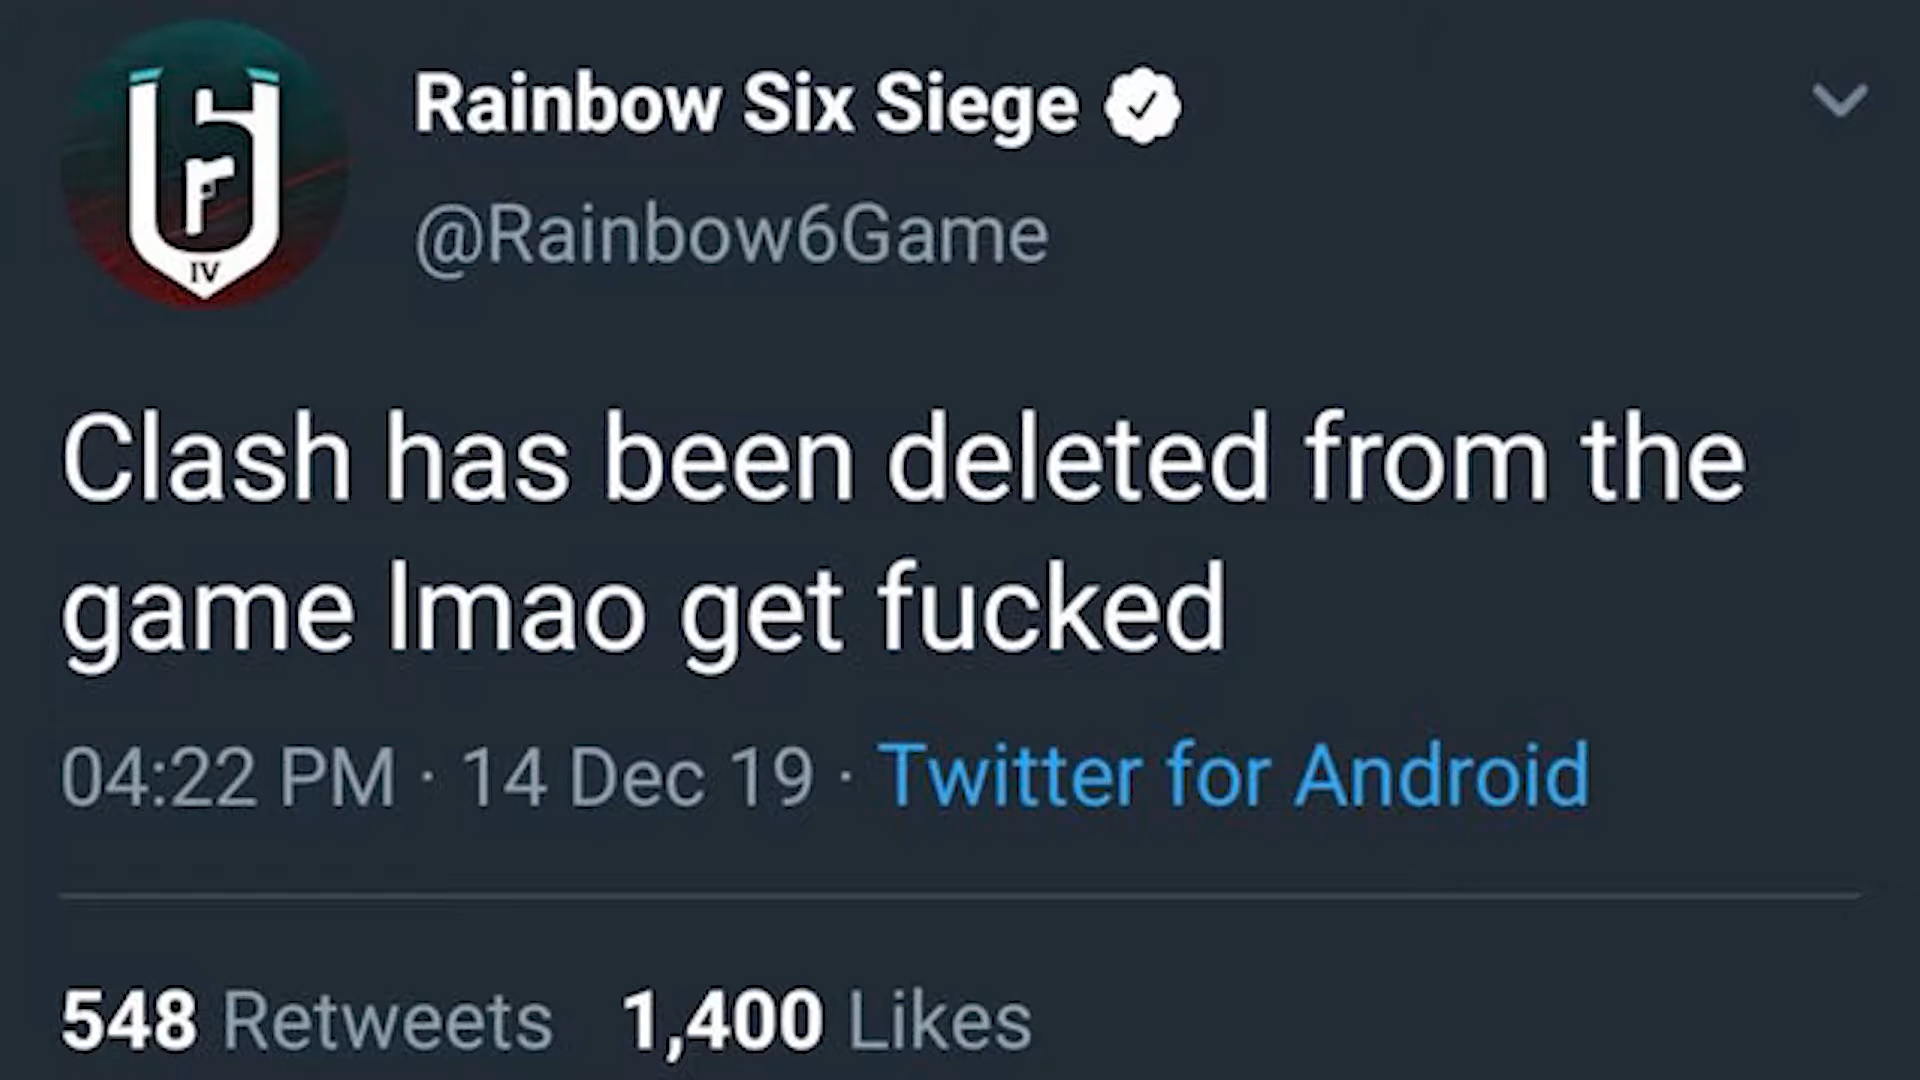 Rainbow Six Siege
@Rainbow6Game
IV
Clash has been deleted from the
game lmao get fucked
04:22 PM · 14 Dec 19 · Twitter for Android
548 Retweets 1,400 Likes